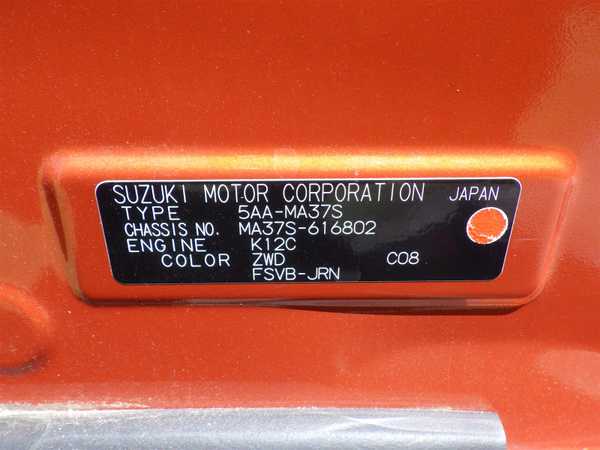 SUZUKI MOTOR CORPORATION JAPAN
TYPE 5AA-MA37S
CHASSIS NO. MA37S-616802
ENGINE K12C
COLOR ZWD C08
FSVB-JRN